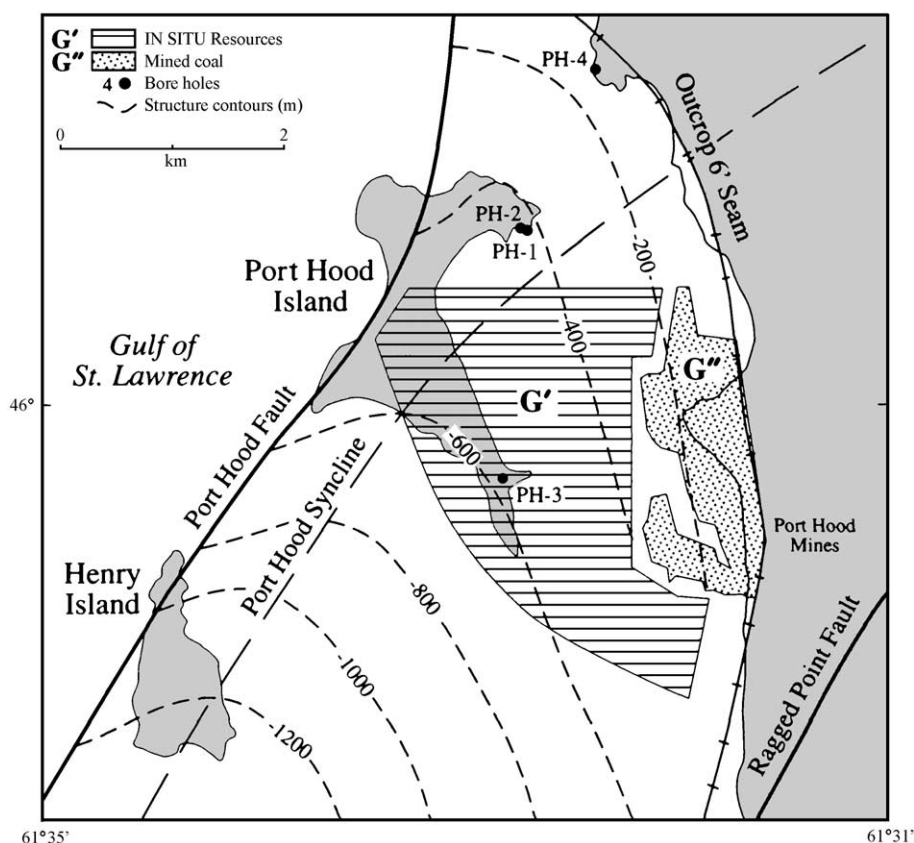 G′ IN SITU Resources
G″ Mined coal
4 Bore holes
Structure contours (m)
0 2
km
PH-4
Outcrop 6' Seam
PH-2
PH-1
-200
Port Hood
Island
-400
Gulf of
St. Lawrence
G″
G′
46°
-600
Port Hood Fault
PH-3
Port Hood Syncline
Port Hood
Mines
Henry
Island
-800
-1000
Ragged Point Fault
-1200
61°35' 61°31'